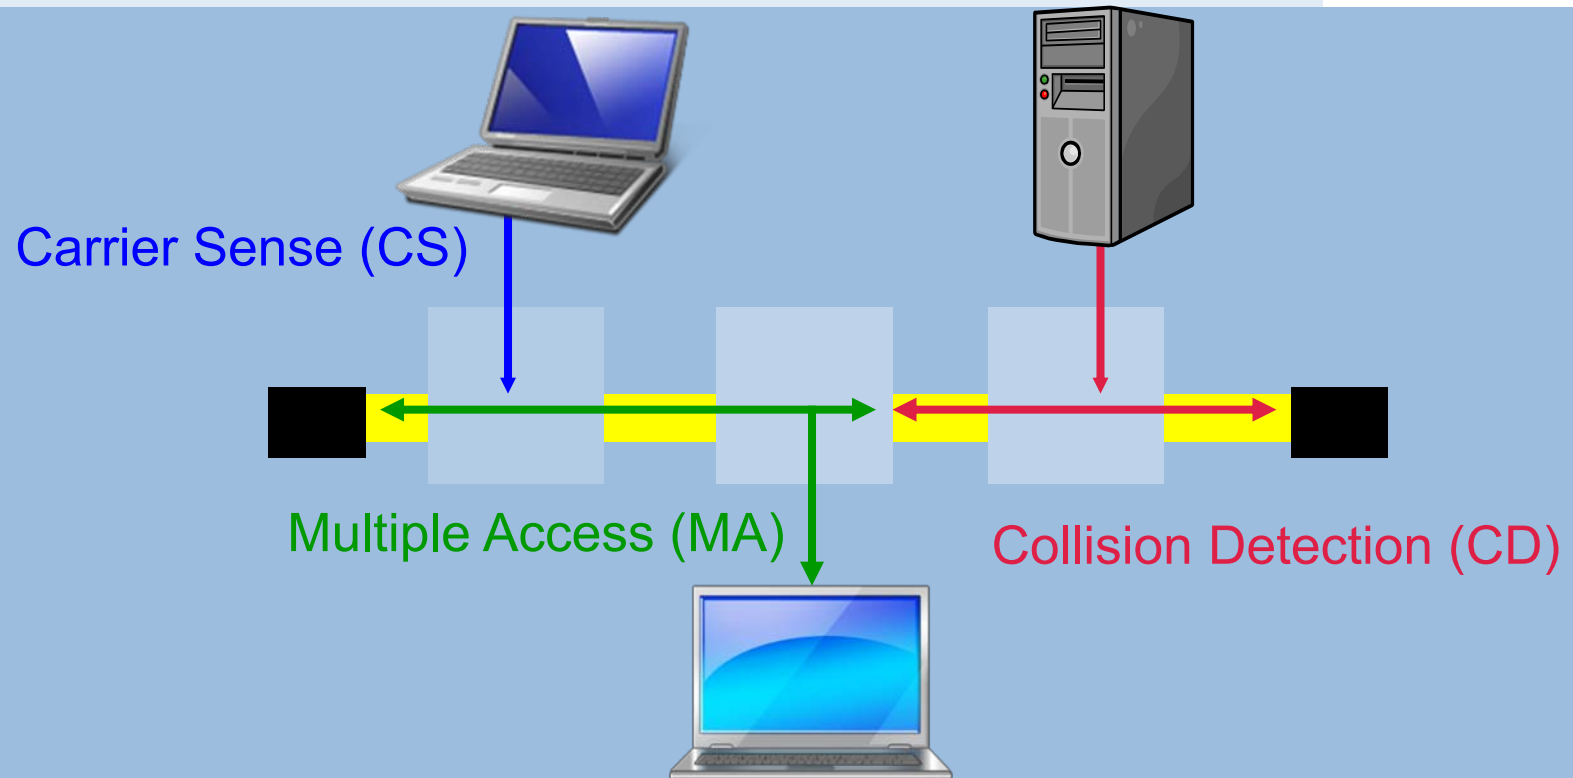 Carrier Sense (CS)
Multiple Access (MA)
Collision Detection (CD)